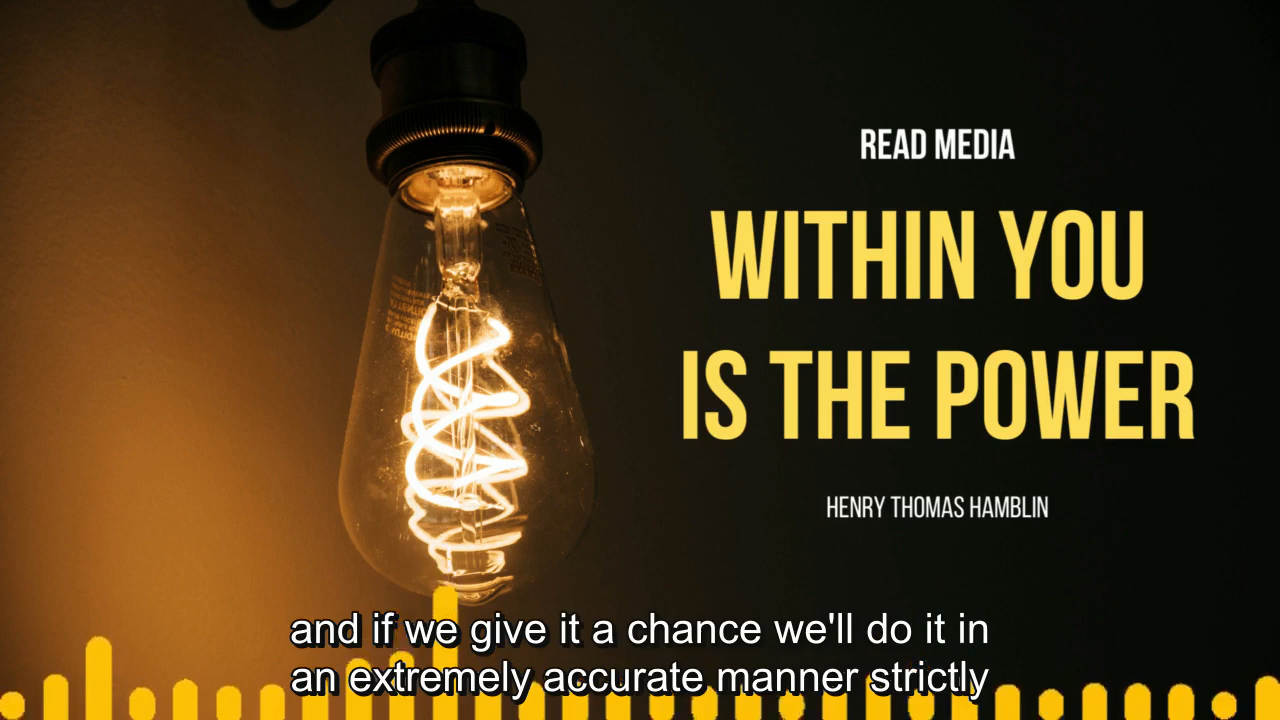 READ MEDIA
WITHIN YOU
IS THE POWER
HENRY THOMAS HAMBLIN
and if we give it a chance we'll do it in
an extremely accurate manner strictly